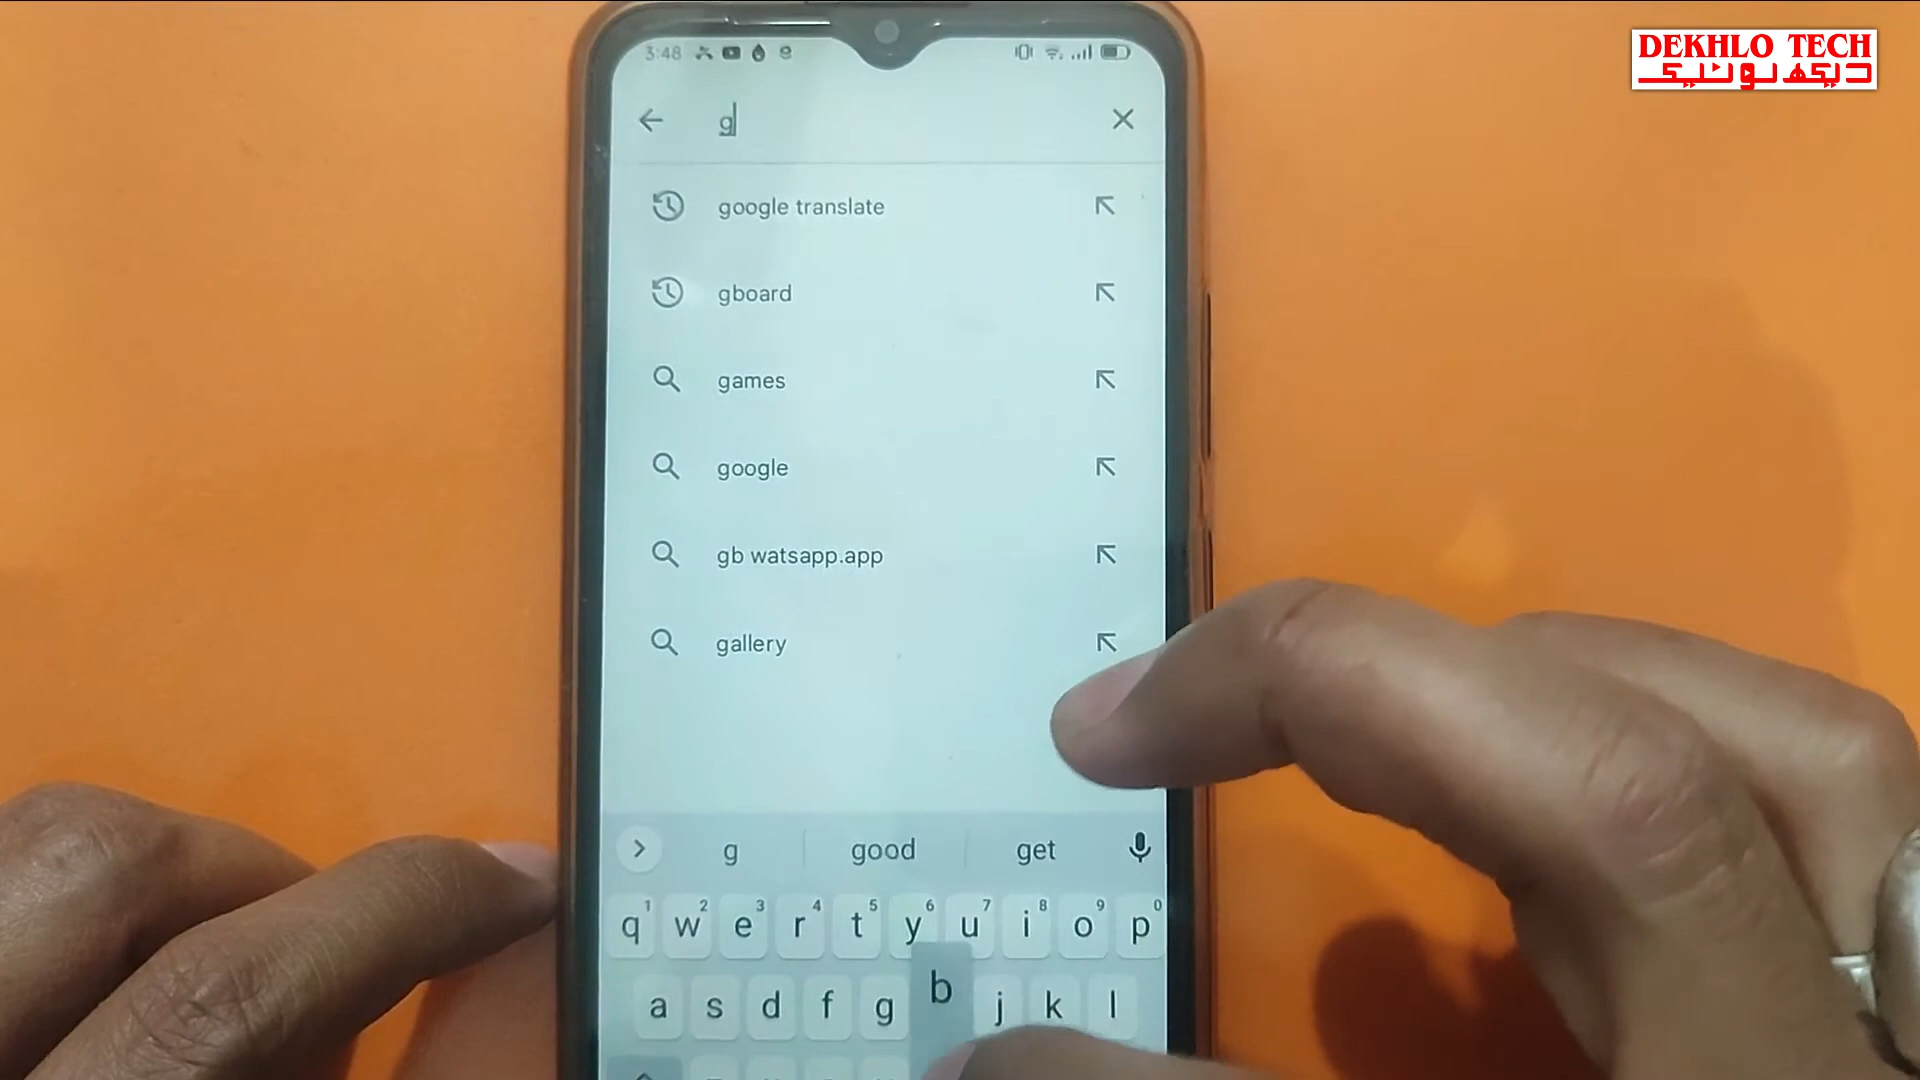 DEKHLO TECH
دیکھ لو ٹیک
3:48
g
google translate
gboard
games
google
gb watsapp.app
gallery
g good get
1 2 3 4 5 6 7 8 9 0
q w e r t y u i o p
b
a s d f g j k l